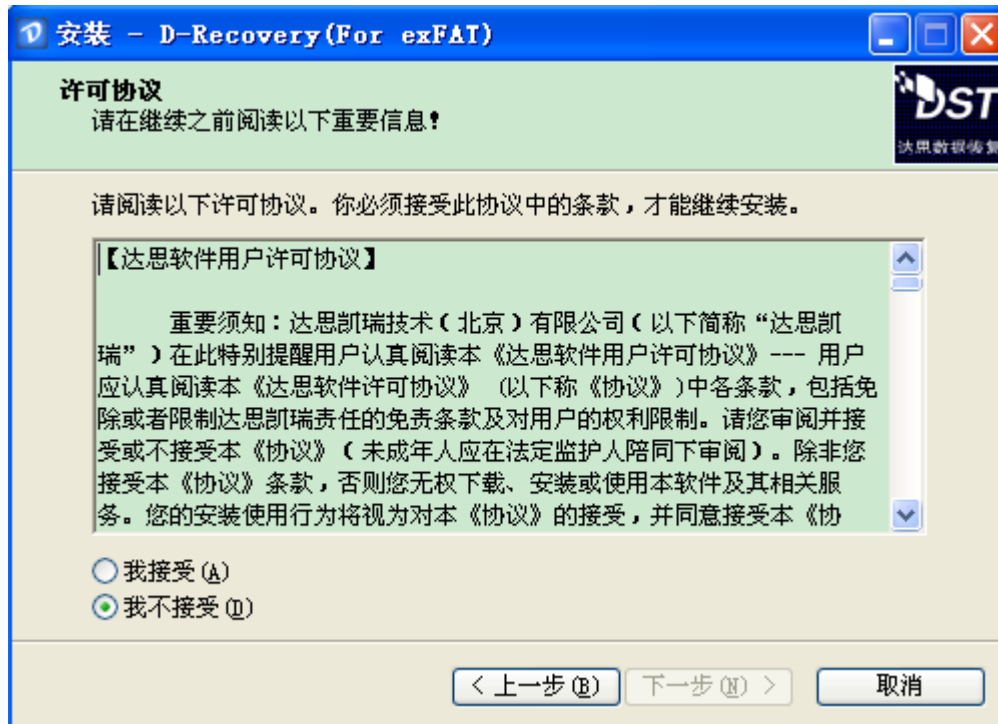 安装 - D-Recovery(For exFAT)
许可协议
请在继续之前阅读以下重要信息！
DST
达思数据恢复
请阅读以下许可协议。你必须接受此协议中的条款，才能继续安装。
【达思软件用户许可协议】
重要须知：达思凯瑞技术（北京）有限公司（以下简称“达思凯
瑞”）在此特别提醒用户认真阅读本《达思软件用户许可协议》--- 用户
应认真阅读本《达思软件许可协议》 (以下称《协议》)中各条款，包括免
除或者限制达思凯瑞责任的免责条款及对用户的权利限制。请您审阅并接
受或不接受本《协议》（未成年人应在法定监护人陪同下审阅）。除非您
接受本《协议》条款，否则您无权下载、安装或使用本软件及其相关服
务。您的安装使用行为将视为对本《协议》的接受，并同意接受本《协
我接受(A)
我不接受(D)
< 上一步(B)
下一步(N) >
取消